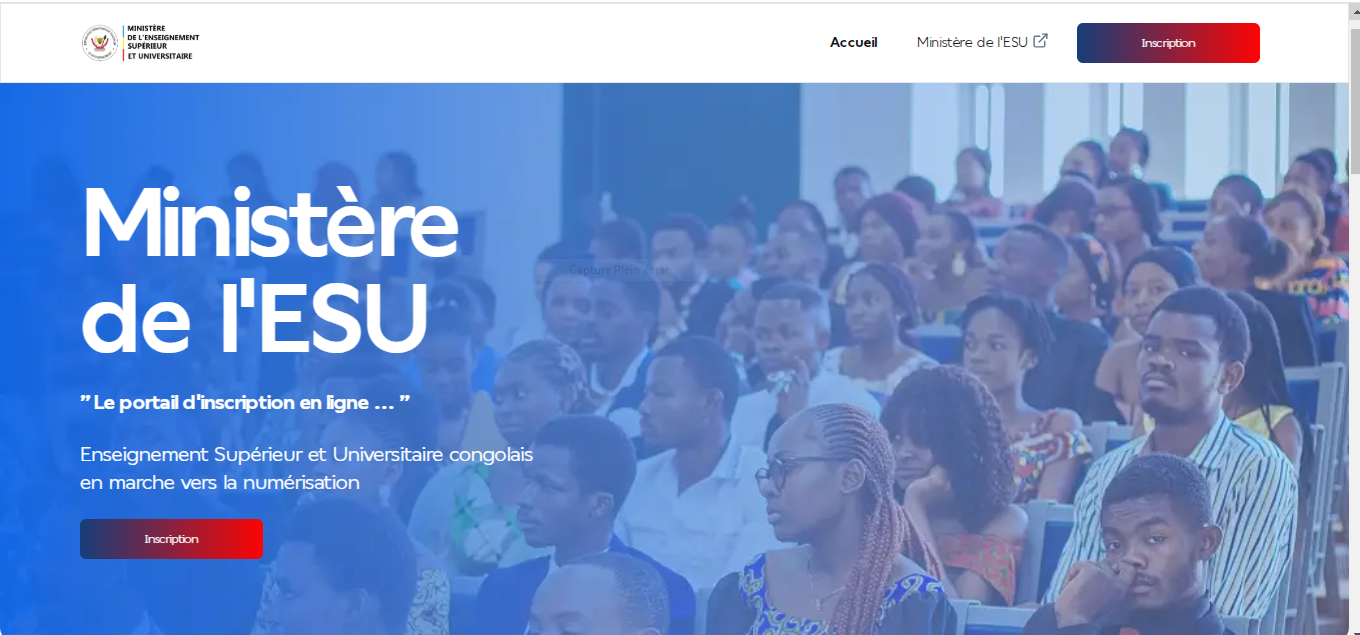 MINISTÈRE
DE L'ENSEIGNEMENT
SUPÉRIEUR
ET UNIVERSITAIRE
Accueil
Ministère de l'ESU
Inscription
Ministère
de l'ESU
” Le portail d'inscription en ligne ... ”
Capture Plein écran
Enseignement Supérieur et Universitaire congolais
en marche vers la numérisation
Inscription